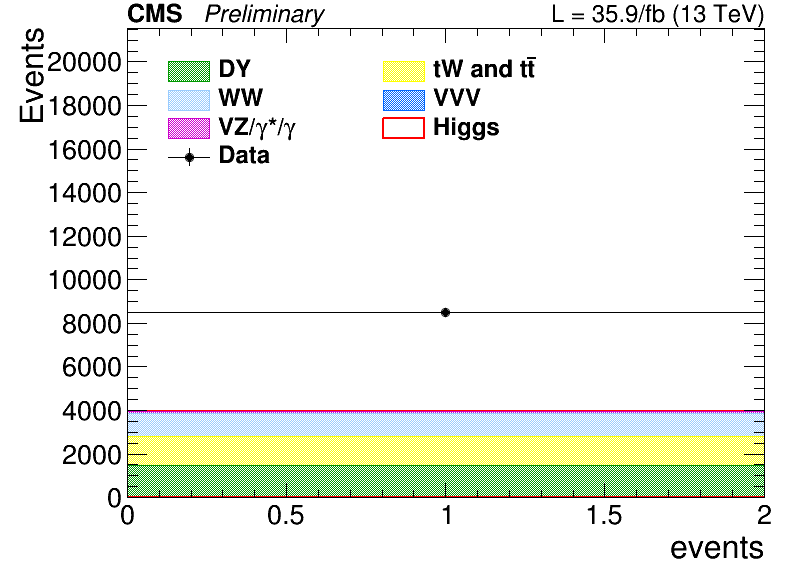 CMS Preliminary L = 35.9/fb (13 TeV)
Events
20000
18000
16000
14000
12000
10000
8000
6000
4000
2000
0
DY tW and tt̄
WW VVV
VZ/γ*/γ Higgs
Data
0 0.5 1 1.5 2
events